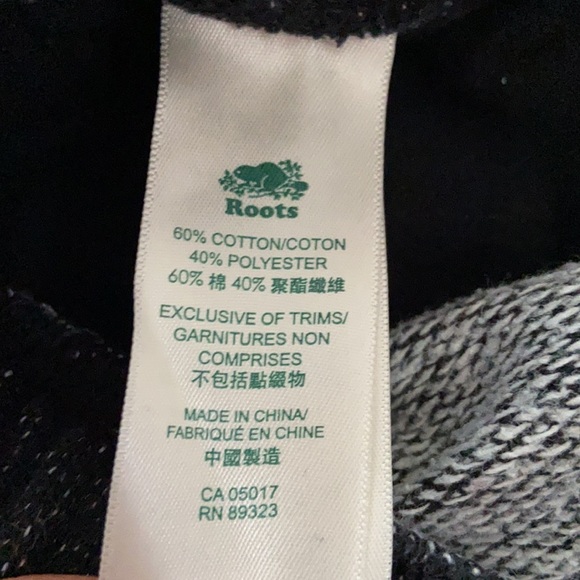 Roots
60% COTTON/COTON
40% POLYESTER
60% 棉 40% 聚酯纖維
EXCLUSIVE OF TRIMS/
GARNITURES NON
COMPRISES
不包括點綴物
MADE IN CHINA/
FABRIQUÉ EN CHINE
中國製造
CA 05017
RN 89323